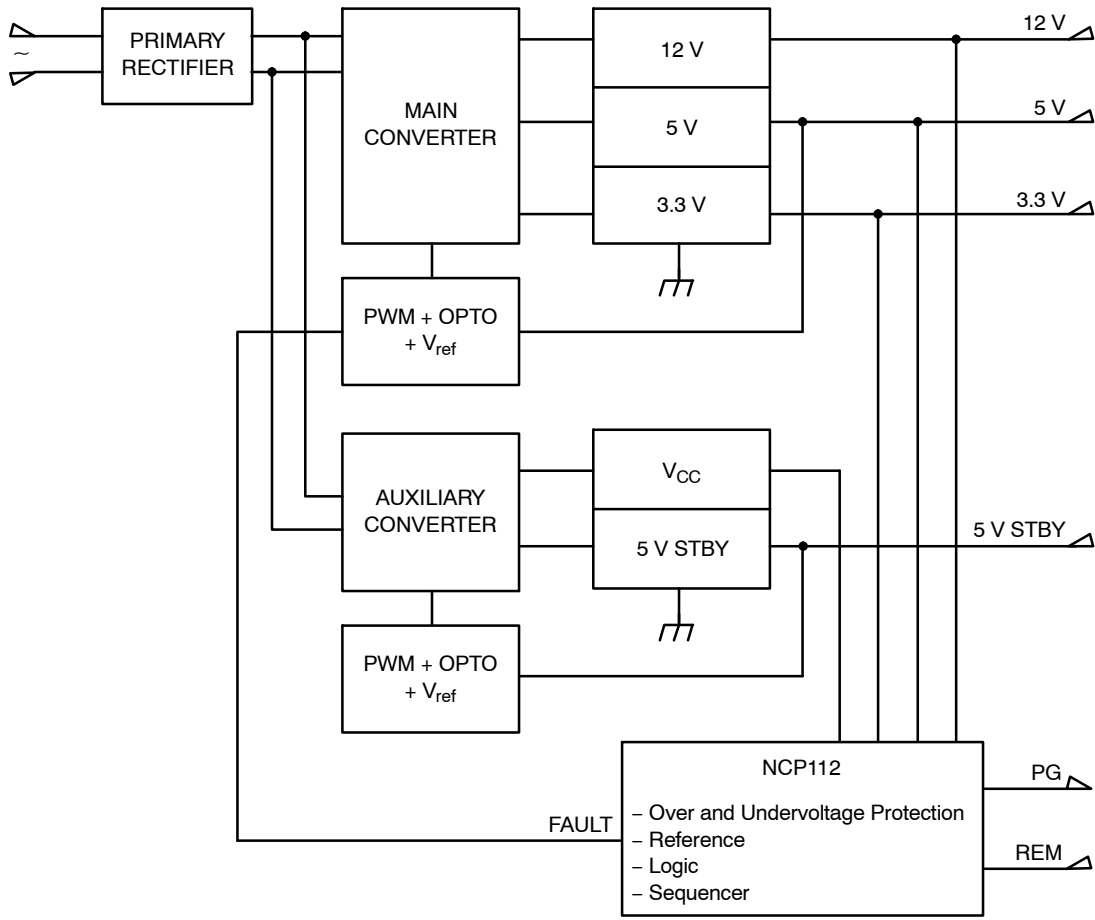 PRIMARY
RECTIFIER
~
MAIN
CONVERTER
12 V
5 V
3.3 V
12 V
5 V
3.3 V
PWM + OPTO
+ Vref
AUXILIARY
CONVERTER
VCC
5 V STBY
5 V STBY
PWM + OPTO
+ Vref
NCP112
– Over and Undervoltage Protection
– Reference
– Logic
– Sequencer
FAULT
PG
REM